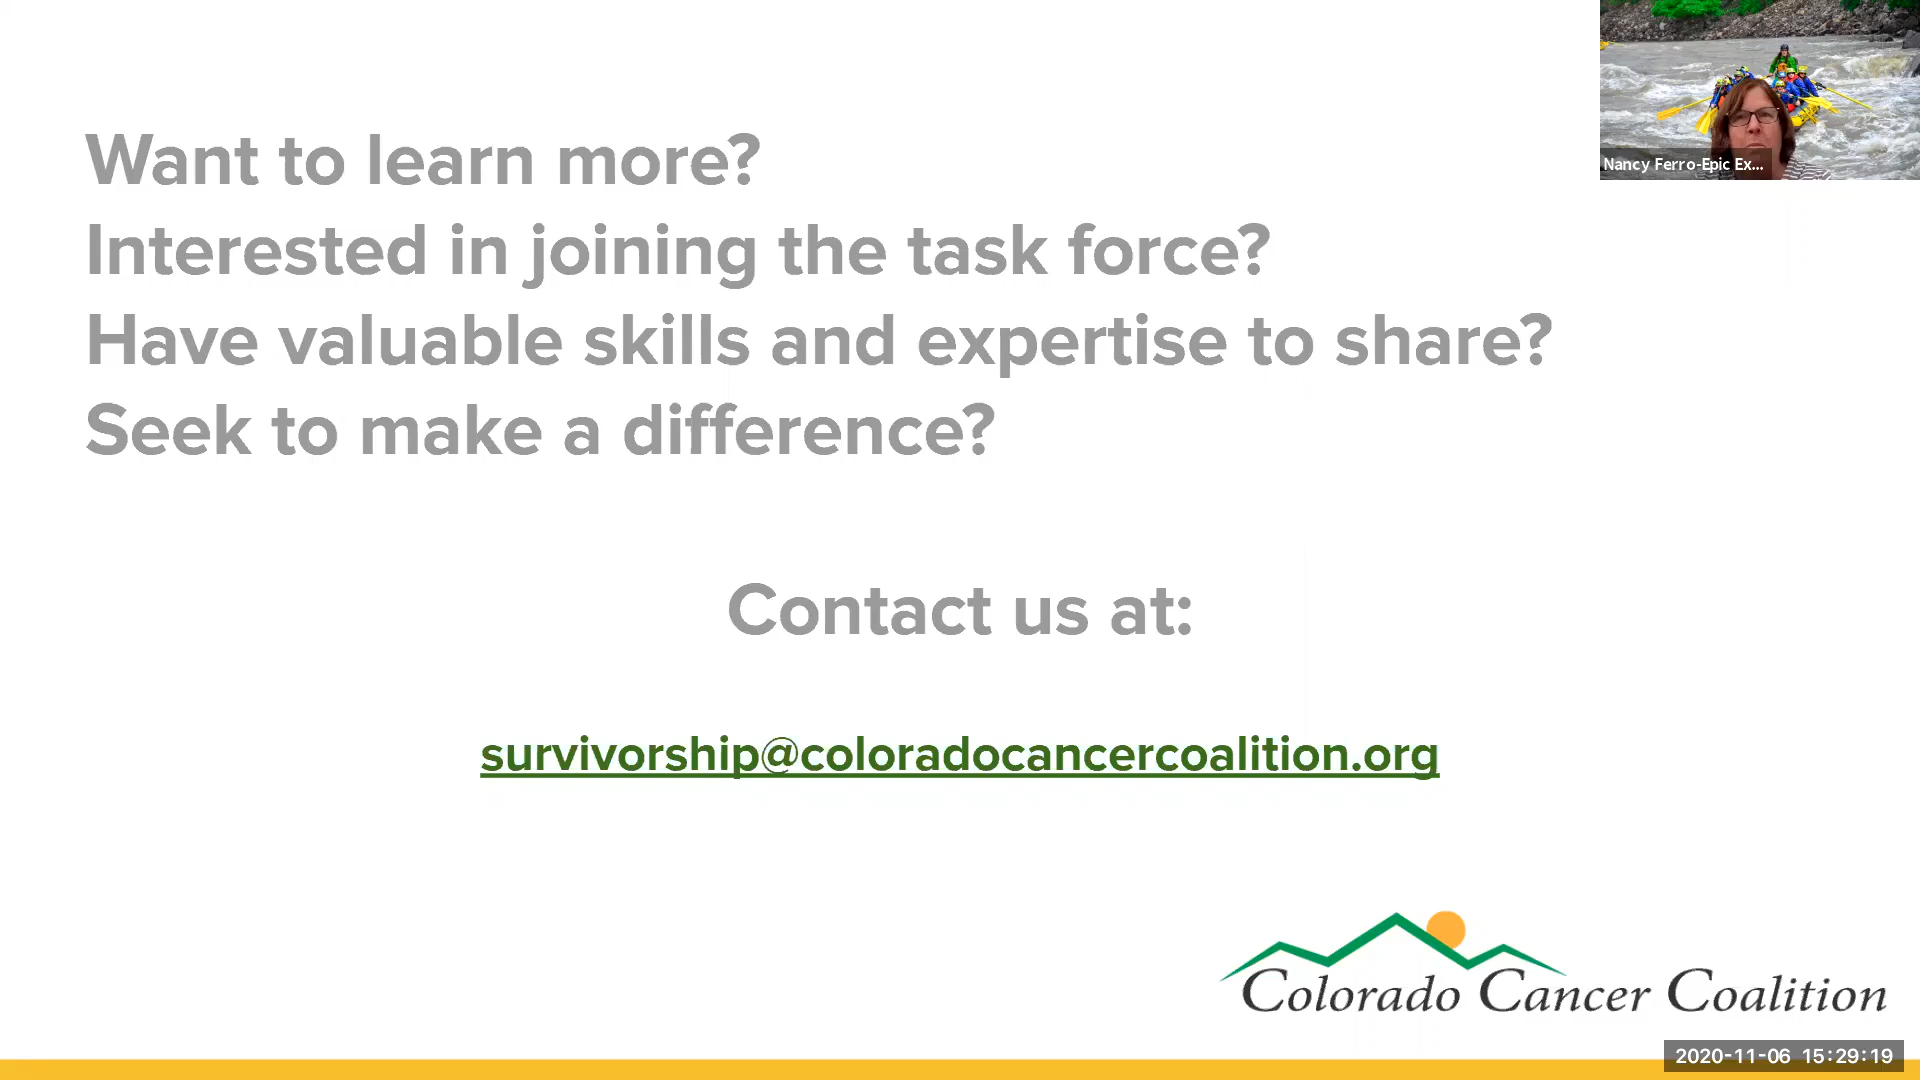 Want to learn more?
Interested in joining the task force?
Have valuable skills and expertise to share?
Seek to make a difference?
Contact us at:
survivorship@coloradocancercoalition.org
Nancy Ferro-Epic Ex...
Colorado Cancer Coalition
2020-11-06 15:29:19